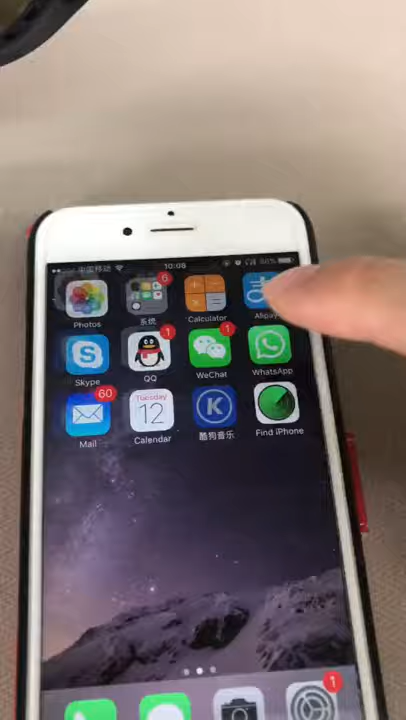 中国移动 10:08 86%
6
Photos 系统 Calculator Alipay
1 1
Skype QQ WeChat WhatsApp
60 Tuesday 12 K
Mail Calendar 酷狗音乐 Find iPhone
1